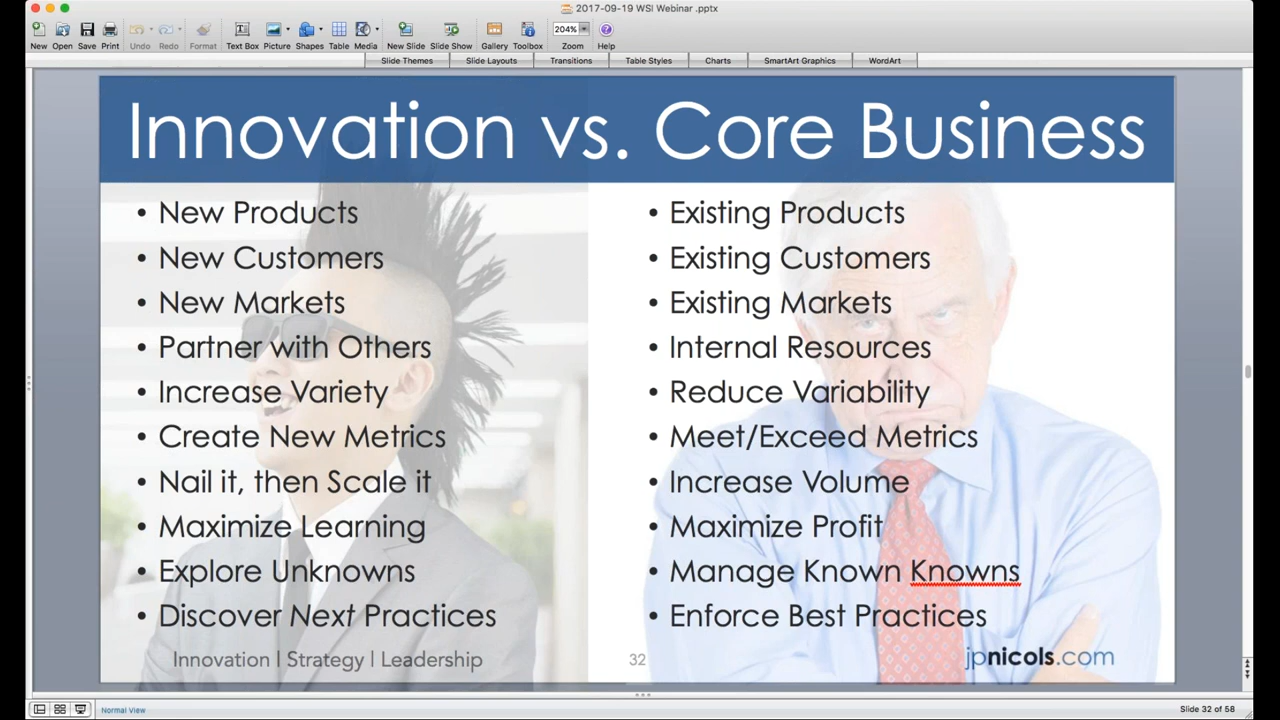 2017-09-19 WSI Webinar .pptx
204%
New Open Save Print Undo Redo Format Text Box Picture Shapes Table Media New Slide Slide Show Gallery Toolbox Zoom Help
Slide Themes Slide Layouts Transitions Table Styles Charts SmartArt Graphics WordArt
Innovation vs. Core Business
• New Products
• New Customers
• New Markets
• Partner with Others
• Increase Variety
• Create New Metrics
• Nail it, then Scale it
• Maximize Learning
• Explore Unknowns
• Discover Next Practices
• Existing Products
• Existing Customers
• Existing Markets
• Internal Resources
• Reduce Variability
• Meet/Exceed Metrics
• Increase Volume
• Maximize Profit
• Manage Known Knowns
• Enforce Best Practices
Innovation | Strategy | Leadership
32
jpnicols.com
Normal View
Slide 32 of 58